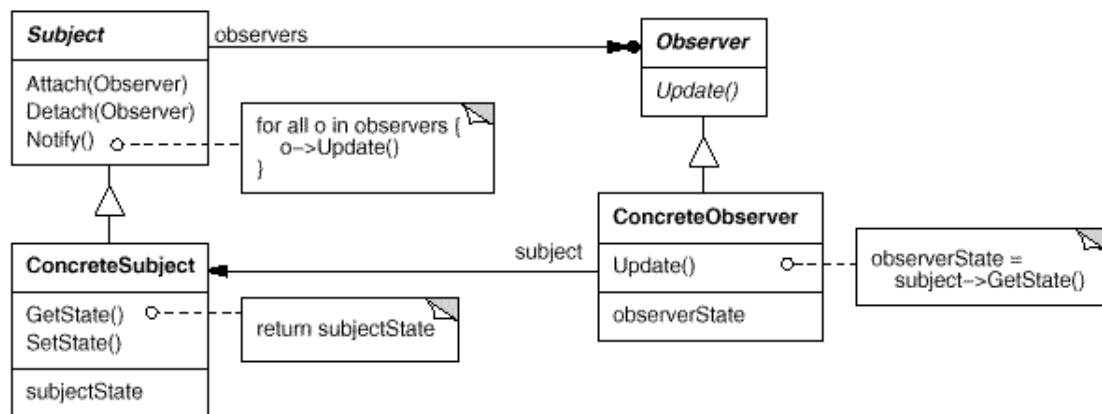 Subject
observers
Observer
Attach(Observer)
Detach(Observer)
Notify()
for all o in observers {
o->Update()
}
Update()
ConcreteSubject
GetState()
SetState()
subjectState
return subjectState
subject
ConcreteObserver
Update()
observerState
observerState =
subject->GetState()